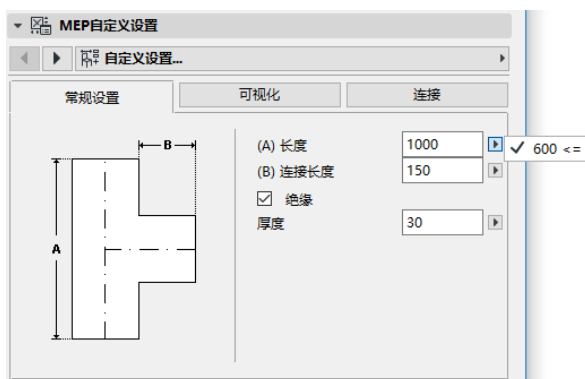 MEP自定义设置
自定义设置...
常规设置
可视化
连接
B
A
(A) 长度
1000
600 <=
(B) 连接长度
150
绝缘
厚度
30